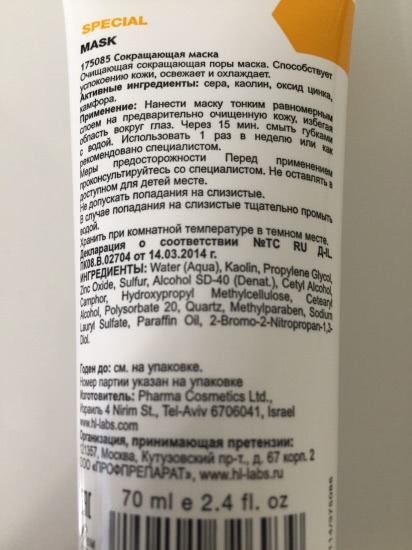 SPECIAL
MASK
175085 Сокращающая маска
Очищающая сокращающая поры маска. Способствует
успокоению кожи, освежает и охлаждает.
Активные ингредиенты: сера, каолин, оксид цинка,
камфора.
Применение: Нанести маску тонким равномерным
слоем на предварительно очищенную кожу, избегая
область вокруг глаз. Через 15 мин. смыть губками
с водой. Использовать 1 раз в неделю или как
рекомендовано специалистом.
Меры предосторожности Перед применением
проконсультируйтесь со специалистом. Не оставлять в
доступном для детей месте.
Не допускать попадания на слизистые.
В случае попадания на слизистые тщательно промыть
водой.
Хранить при комнатной температуре в темном месте.
Декларация о соответствии №ТС RU Д-IL.
ПК08.В.02704 от 14.03.2014 г.
ИНГРЕДИЕНТЫ: Water (Aqua), Kaolin, Propylene Glycol,
Zinc Oxide, Sulfur, Alcohol SD-40 (Denat.), Cetyl Alcohol,
Camphor, Hydroxypropyl Methylcellulose, Cetearyl
Alcohol, Polysorbate 20, Quartz, Methylparaben, Sodium
Lauryl Sulfate, Paraffin Oil, 2-Bromo-2-Nitropropan-1,3-
Diol.
Годен до: см. на упаковке.
Номер партии указан на упаковке
Изготовитель: Pharma Cosmetics Ltd.,
Израиль 4 Nirim St., Tel-Aviv 6706041, Israel
www.hl-labs.com
Организация, принимающая претензии:
121357, Москва, Кутузовский пр-т., д. 67 корп. 2
ООО «ПРОФПРЕПАРАТ», www.hl-labs.ru
70 ml e 2.4 fl. oz